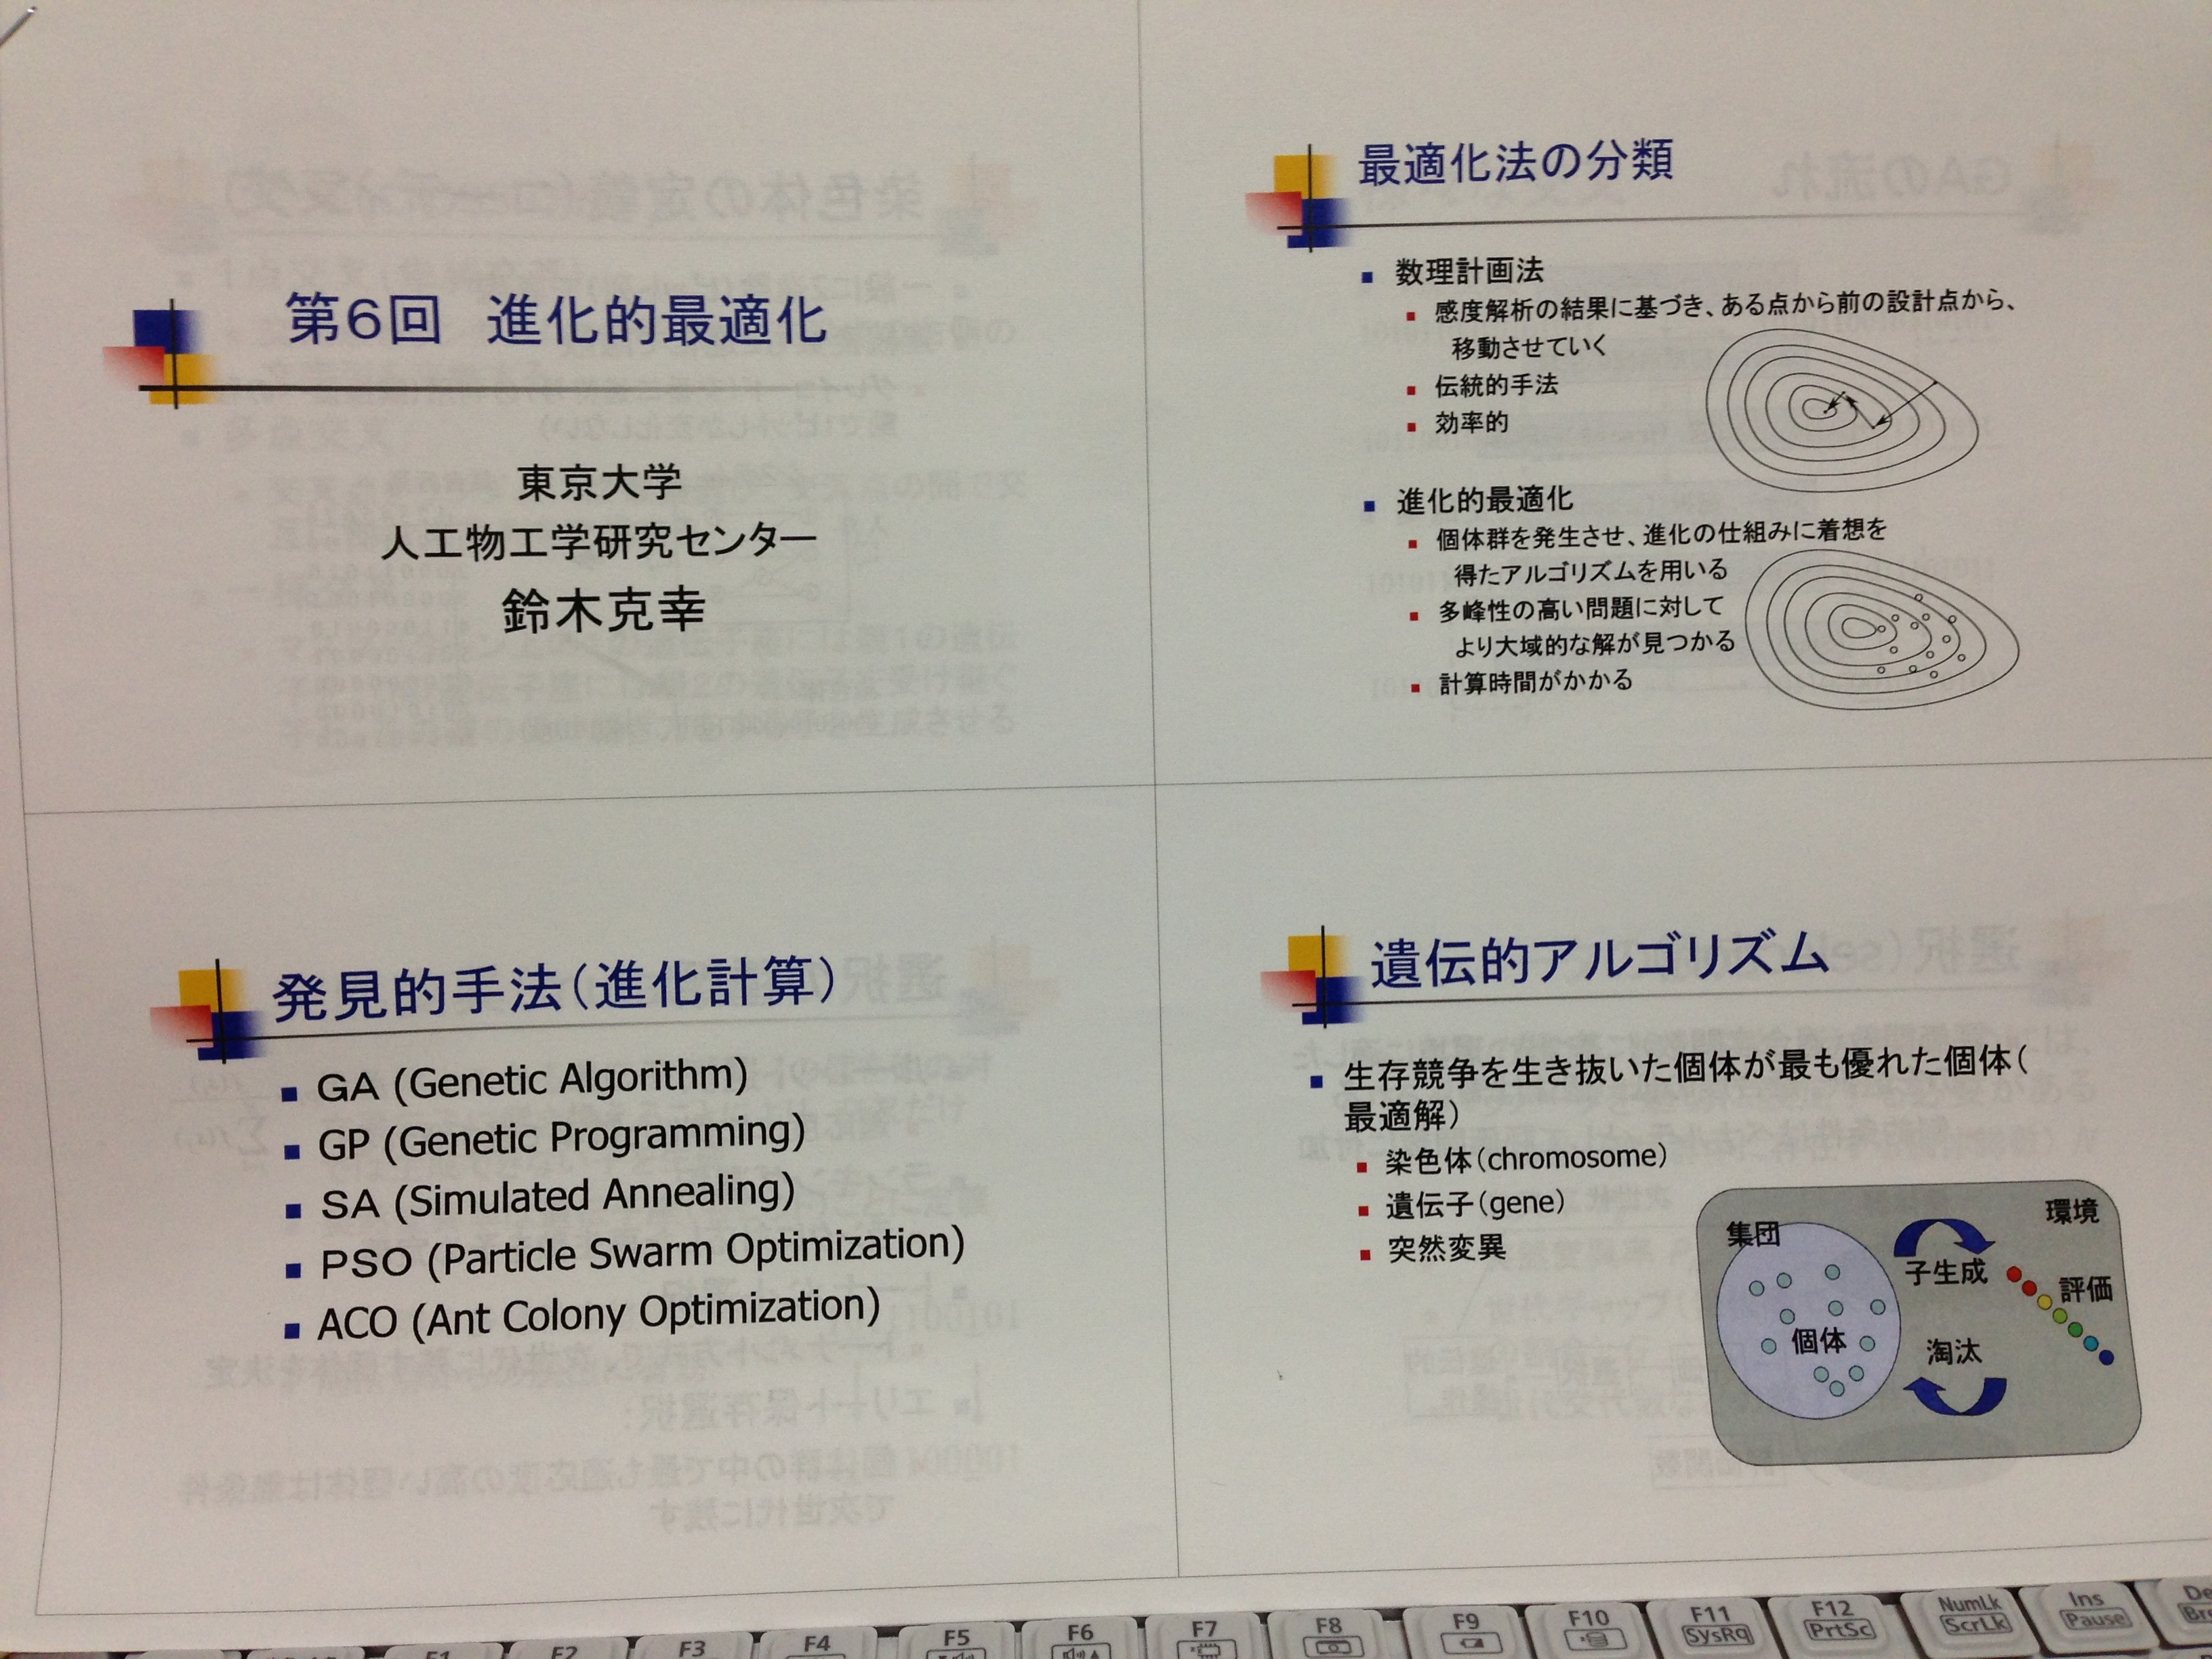 第6回 進化的最適化
東京大学
人工物工学研究センター
鈴木克幸
最適化法の分類
数理計画法
感度解析の結果に基づき、ある点から前の設計点から、
移動させていく
伝統的手法
効率的
進化的最適化
個体群を発生させ、進化の仕組みに着想を
得たアルゴリズムを用いる
多峰性の高い問題に対して
より大域的な解が見つかる
計算時間がかかる
発見的手法(進化計算)
GA (Genetic Algorithm)
GP (Genetic Programming)
SA (Simulated Annealing)
PSO (Particle Swarm Optimization)
ACO (Ant Colony Optimization)
遺伝的アルゴリズム
生存競争を生き抜いた個体が最も優れた個体(
最適解)
染色体(chromosome)
遺伝子(gene)
突然変異
環境
集団
子生成
評価
個体
淘汰
F1 F2 F3 F4 F5 F6 F7 F8 F9 F10 F11 F12 NumLk Ins
SysRq PrtSc ScrLk Pause